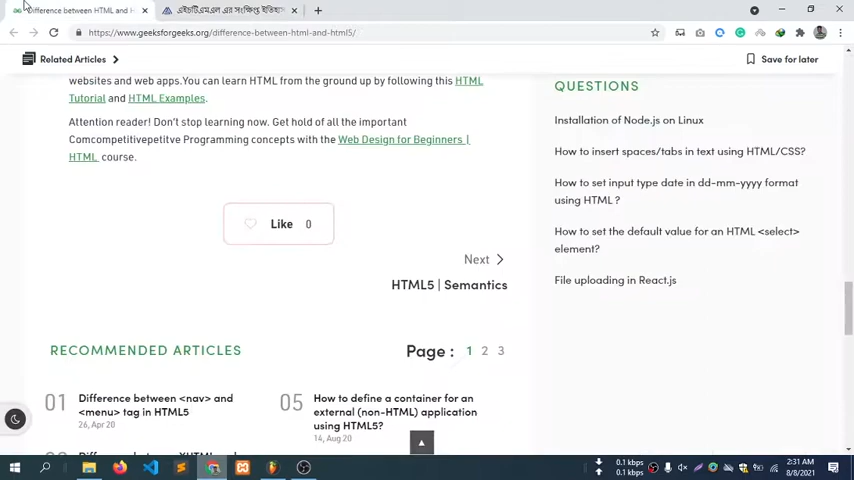 Difference between HTML and H
এইচটিএমএল এর সংক্ষিপ্ত ইতিহাস
https://www.geeksforgeeks.org/difference-between-html-and-html5/
Related Articles
Save for later
websites and web apps.You can learn HTML from the ground up by following this HTML
Tutorial and HTML Examples.
Attention reader! Don't stop learning now. Get hold of all the important
Comcompetitivepetitve Programming concepts with the Web Design for Beginners |
HTML course.
Like 0
Next
HTML5 | Semantics
QUESTIONS
Installation of Node.js on Linux
How to insert spaces/tabs in text using HTML/CSS?
How to set input type date in dd-mm-yyyy format
using HTML ?
How to set the default value for an HTML <select>
element?
File uploading in React.js
RECOMMENDED ARTICLES
Page : 1 2 3
01
Difference between <nav> and
<menu> tag in HTML5
26, Apr 20
05
How to define a container for an
external (non-HTML) application
using HTML5?
14, Aug 20
0.1 kbps
0.1 kbps
2:31 AM
8/8/2021